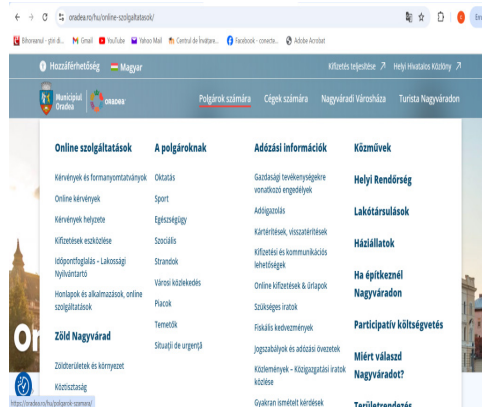 oradea.ro/hu/online-szolgaltatasok/
Bihoreanul - știri di...
Gmail
YouTube
Yahoo Mail
Centrul de Învățare...
Facebook - conecta...
Adobe Acrobat
Hozzáférhetőség
Magyar
Kifizetés teljesítése
Helyi Hivatalos Közlöny
Municipiul
Oradea
ORADEA
Polgárok számára
Cégek számára
Nagyváradi Városháza
Turista Nagyváradon
Online szolgáltatások
Kérvények és formanyomtatványok
Online kérvények
Kérvények helyzete
Kifizetések eszközlése
Időpontfoglalás – Lakossági
Nyilvántartó
Honlapok és alkalmazások, online
szolgáltatások
Zöld Nagyvárad
Zöldterületek és környezet
Köztisztaság
A polgároknak
Oktatás
Sport
Egészségügy
Szociális
Strandok
Városi közlekedés
Piacok
Temetők
Situații de urgență
Adózási információk
Gazdasági tevékenységekre
vonatkozó engedélyek
Adóigazolás
Kártérítések, visszatérítések
Kifizetési és kommunikációs
lehetőségek
Online kifizetések & űrlapok
Szükséges iratok
Fiskális kedvezmények
Jogszabályok és adózási övezetek
Közlemények – Közigazgatási iratok
közlése
Gyakran ismételt kérdések
Közművek
Helyi Rendőrség
Lakótársulások
Háziállatok
Ha építkeznél
Nagyváradon
Participatív költségvetés
Miért válaszd
Nagyváradot?
Területrendezés
Or
https://oradea.ro/hu/polgarok-szamara/